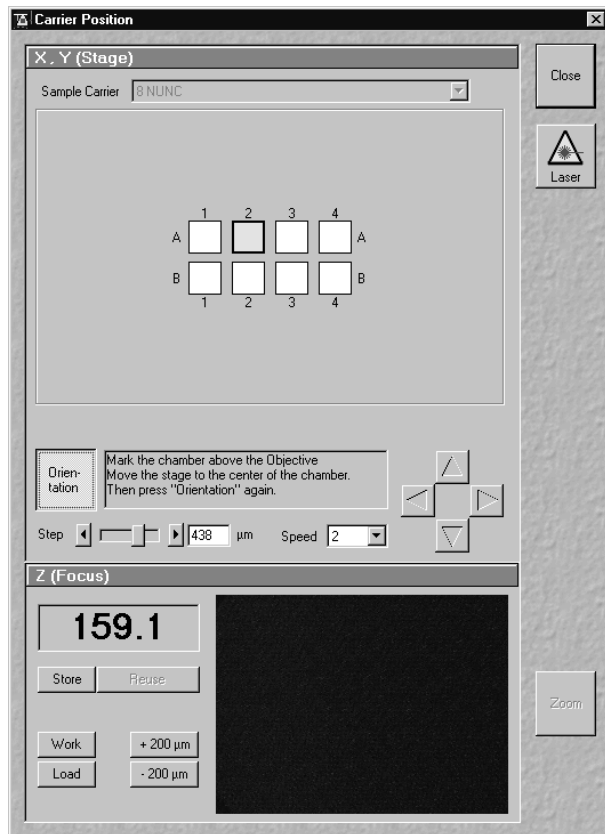 Carrier Position
X, Y (Stage)
Sample Carrier 8 NUNC
Close
Laser
1 2 3 4
A A
B B
1 2 3 4
Orien-
tation
Mark the chamber above the Objective
Move the stage to the center of the chamber.
Then press "Orientation" again.
Step 438 µm Speed 2
Z (Focus)
159.1
Store Reuse
Zoom
Work + 200 µm
Load - 200 µm